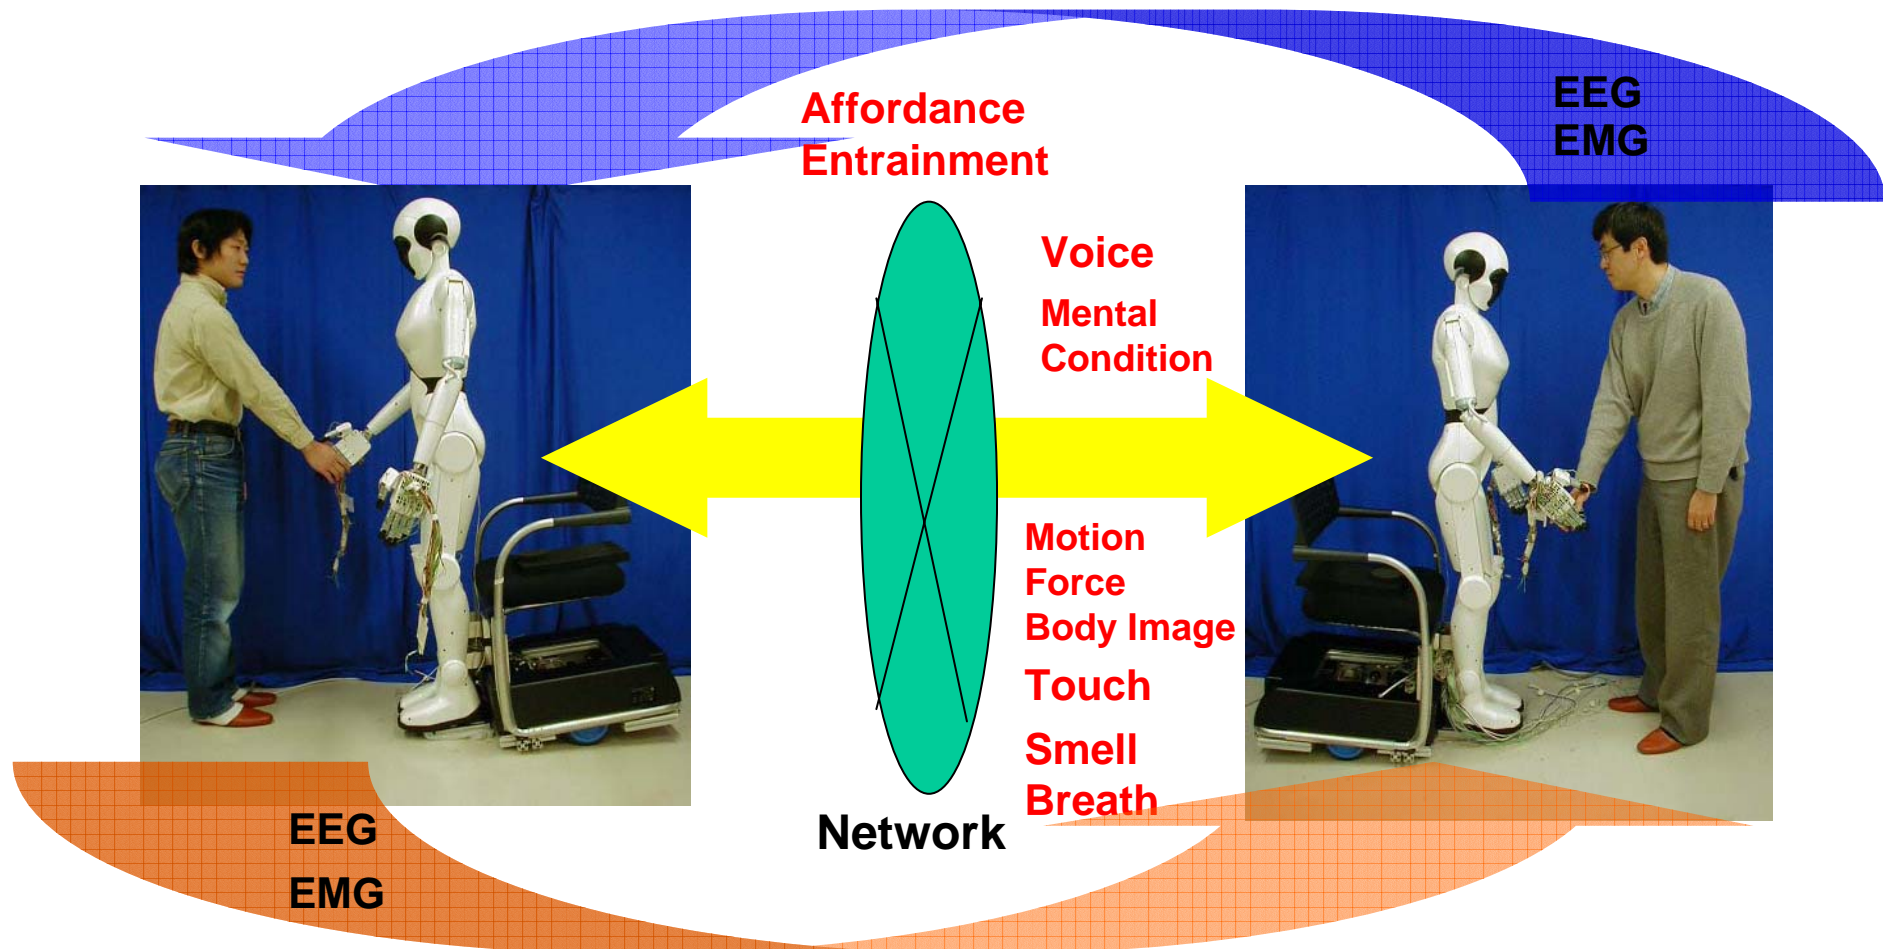 EEG
EMG
Affordance
Entrainment
Voice
Mental
Condition
Motion
Force
Body Image
Touch
Smell
Breath
Network
EEG
EMG